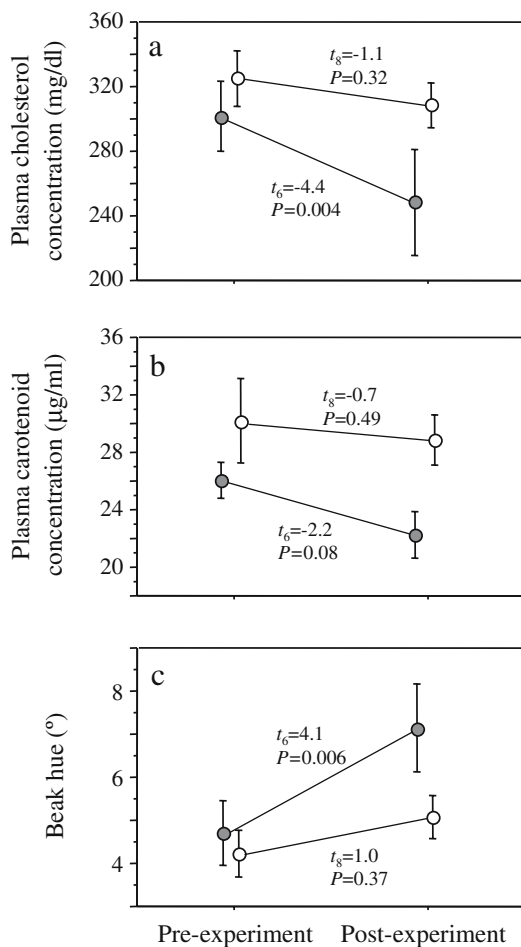 a
Plasma cholesterol
concentration (mg/dl)
360
320
280
240
200
t8=-1.1
P=0.32
t6=-4.4
P=0.004
b
Plasma carotenoid
concentration (µg/ml)
36
32
28
26
22
t8=-0.7
P=0.49
t6=-2.2
P=0.08
c
Beak hue (°)
8
6
4
t6=4.1
P=0.006
t8=1.0
P=0.37
Pre-experiment Post-experiment